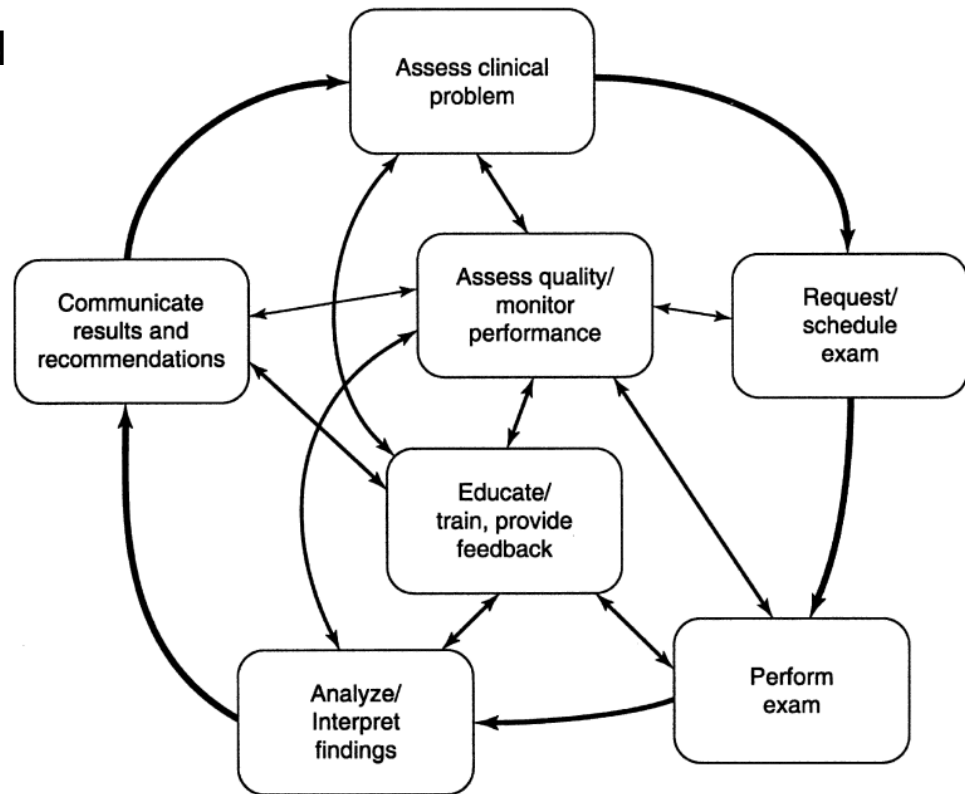 Assess clinical
problem
Assess quality/
monitor
performance
Communicate
results and
recommendations
Request/
schedule
exam
Educate/
train, provide
feedback
Analyze/
Interpret
findings
Perform
exam